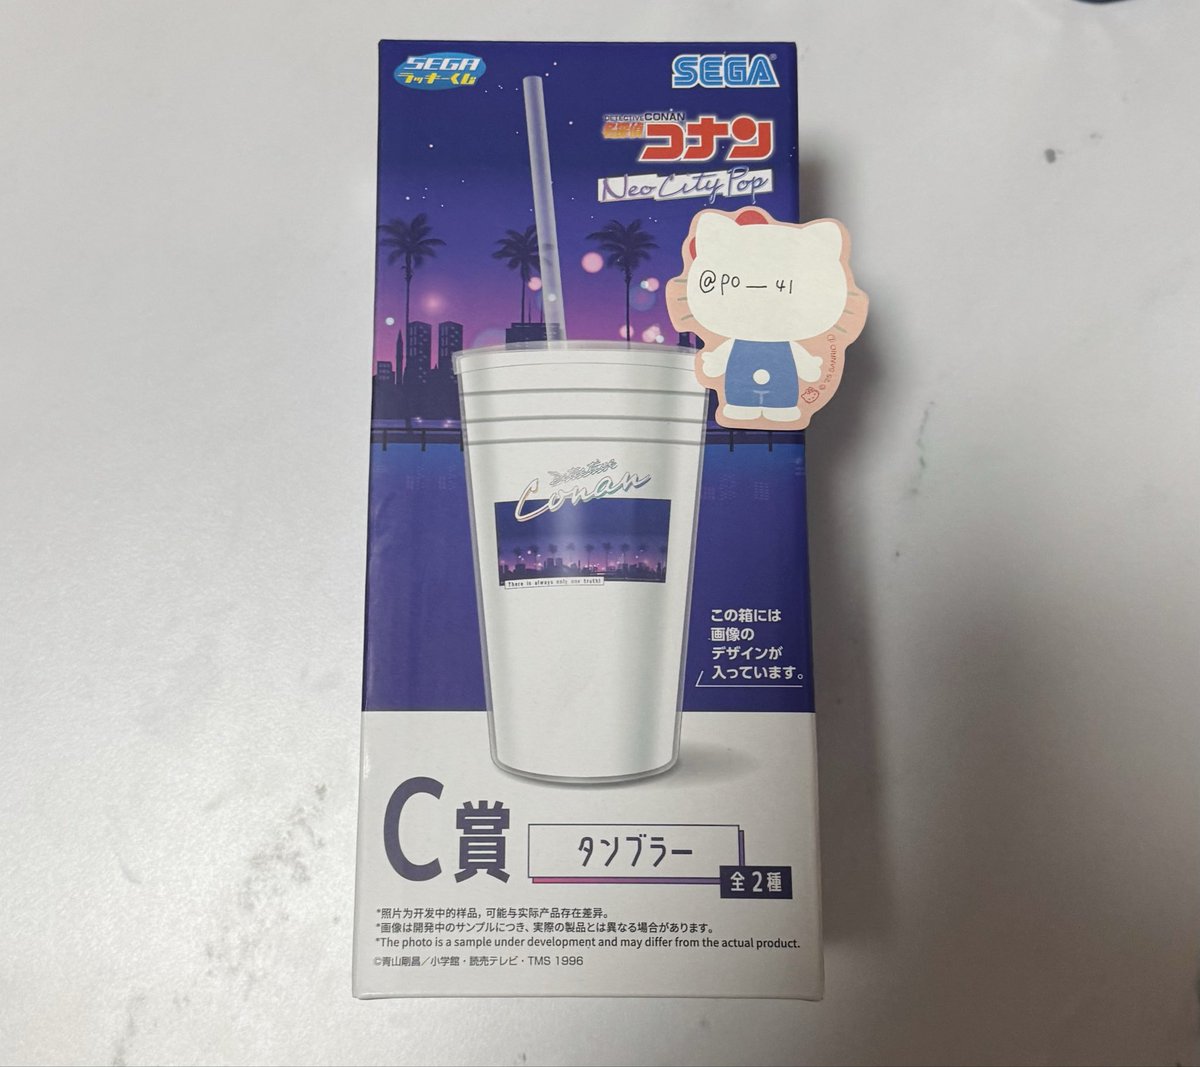 SEGA
ラッキーくじ
SEGA®
DETECTIVE CONAN
名探偵
コナン
Neo City Pop
@po__41
© '25 SANRIO
Detective
Conan
There is always only one truth!
この箱には
画像の
デザインが
入っています。
C賞
タンブラー
全2種
*照片为开发中的样品，可能与实际产品存在差异。
*画像は開発中のサンプルにつき、実際の製品とは異なる場合があります。
*The photo is a sample under development and may differ from the actual product.
©青山剛昌／小学館・読売テレビ・TMS 1996